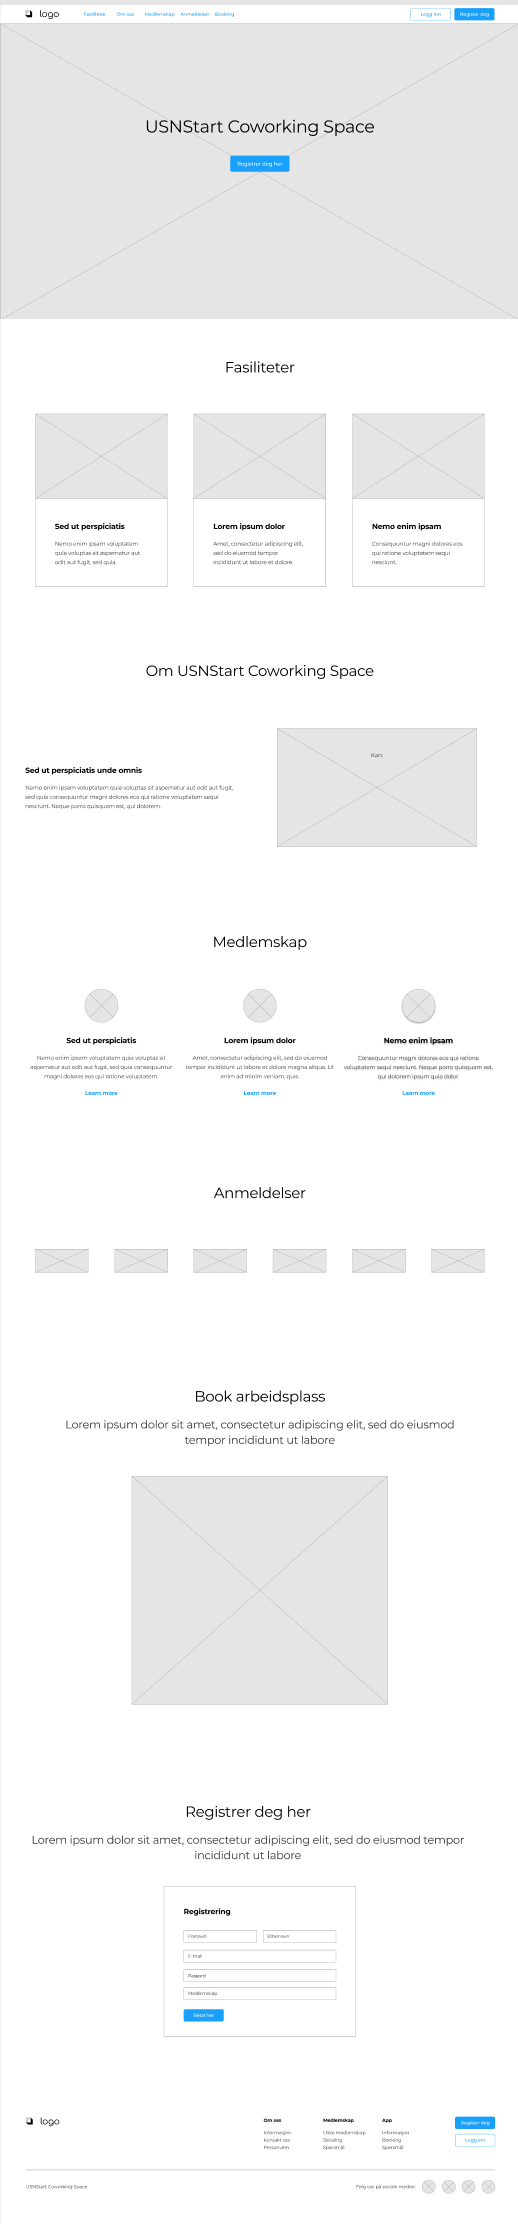 logo
Fasiliteter Om oss Medlemskap Anmeldelser Booking
Logg inn
Register deg
USNStart Coworking Space
Registrer deg her
Fasiliteter
Sed ut perspiciatis
Nemo enim ipsam voluptatem
quia voluptas sit aspernatur aut
odit aut fugit, sed quia.
Lorem ipsum dolor
Amet, consectetur adipiscing elit,
sed do eiusmod tempor
incididunt ut labore et dolore.
Nemo enim ipsam
Consequuntur magni dolores eos
qui ratione voluptatem sequi
nesciunt.
Om USNStart Coworking Space
Sed ut perspiciatis unde omnis
Nemo enim ipsam voluptatem quia voluptas sit aspernatur aut odit aut fugit,
sed quia consequuntur magni dolores eos qui ratione voluptatem sequi
nesciunt. Neque porro quisquam est, qui dolorem.
Kart
Medlemskap
Sed ut perspiciatis
Nemo enim ipsam voluptatem quia voluptas sit
aspernatur aut odit aut fugit, sed quia consequuntur
magni dolores eos qui ratione voluptatem.
Learn more
Lorem ipsum dolor
Amet, consectetur adipiscing elit, sed do eiusmod
tempor incididunt ut labore et dolore magna aliqua. Ut
enim ad minim veniam, quis.
Learn more
Nemo enim ipsam
Consequuntur magni dolores eos qui ratione
voluptatem sequi nesciunt. Neque porro quisquam est,
qui dolorem ipsum quia dolor.
Learn more
Anmeldelser
Book arbeidsplass
Lorem ipsum dolor sit amet, consectetur adipiscing elit, sed do eiusmod
tempor incididunt ut labore
Registrer deg her
Lorem ipsum dolor sit amet, consectetur adipiscing elit, sed do eiusmod tempor
incididunt ut labore
Registrering
Fornavn
Etternavn
E-mail
Passord
Medlemskap
Betal her
logo
Om oss
Informasjon
Kontakt oss
Personvern
Medlemskap
Ulike medlemskap
Betaling
Spørsmål
App
Informasjon
Booking
Spørsmål
Register deg
Logg inn
USNStart Coworking Space
Følg oss på sosiale medier: